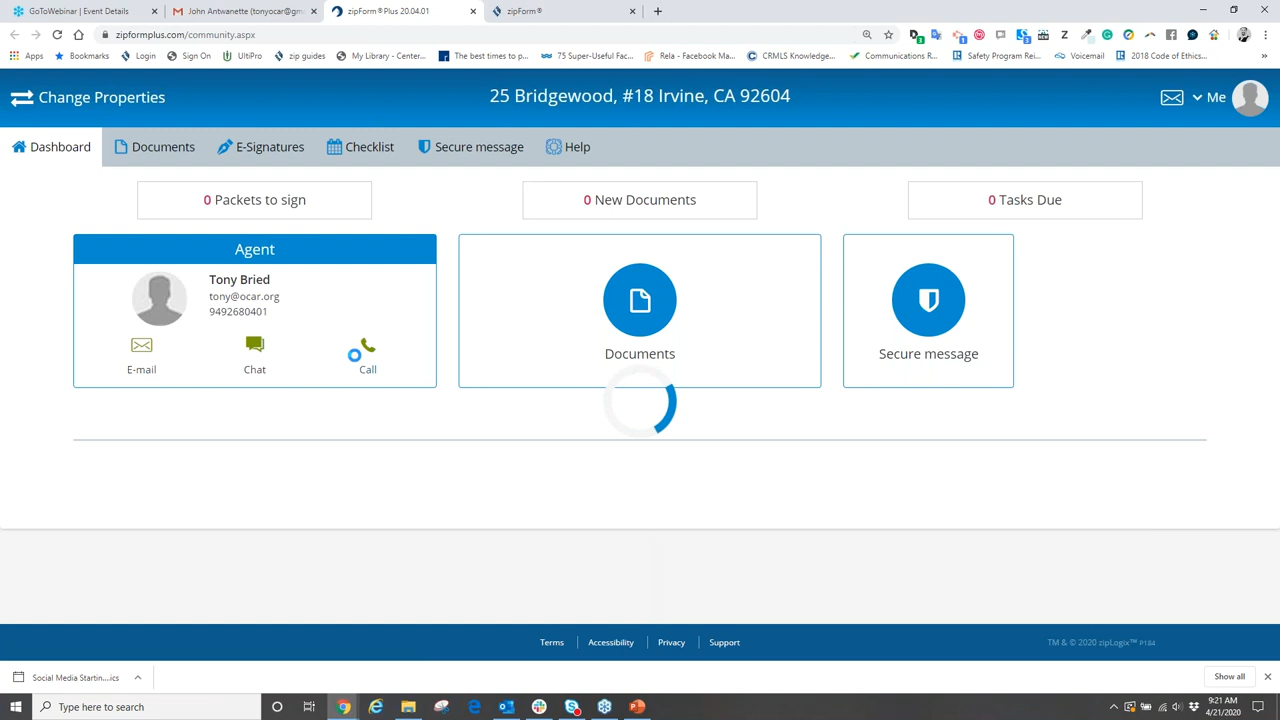 GoToWebinar | Event Details
John Antwanette (tonyocar@gm
zipForm®Plus 20.04.01
zipForm®
zipformplus.com/community.aspx
Apps
Bookmarks
Login
Sign On
UltiPro
zip guides
My Library - Center...
The best times to p...
75 Super-Useful Fac...
Rela - Facebook Ma...
CRMLS Knowledge...
Communications R...
Safety Program Rei...
Voicemail
2018 Code of Ethics...
Change Properties
25 Bridgewood, #18 Irvine, CA 92604
Me
Dashboard
Documents
E-Signatures
Checklist
Secure message
Help
0 Packets to sign
0 New Documents
0 Tasks Due
Agent
Tony Bried
tony@ocar.org
9492680401
E-mail
Chat
Call
Documents
Secure message
Terms
Accessibility
Privacy
Support
TM & © 2020 zipLogix™ P184
Social Media Startin....ics
Show all
Type here to search
9:21 AM
4/21/2020